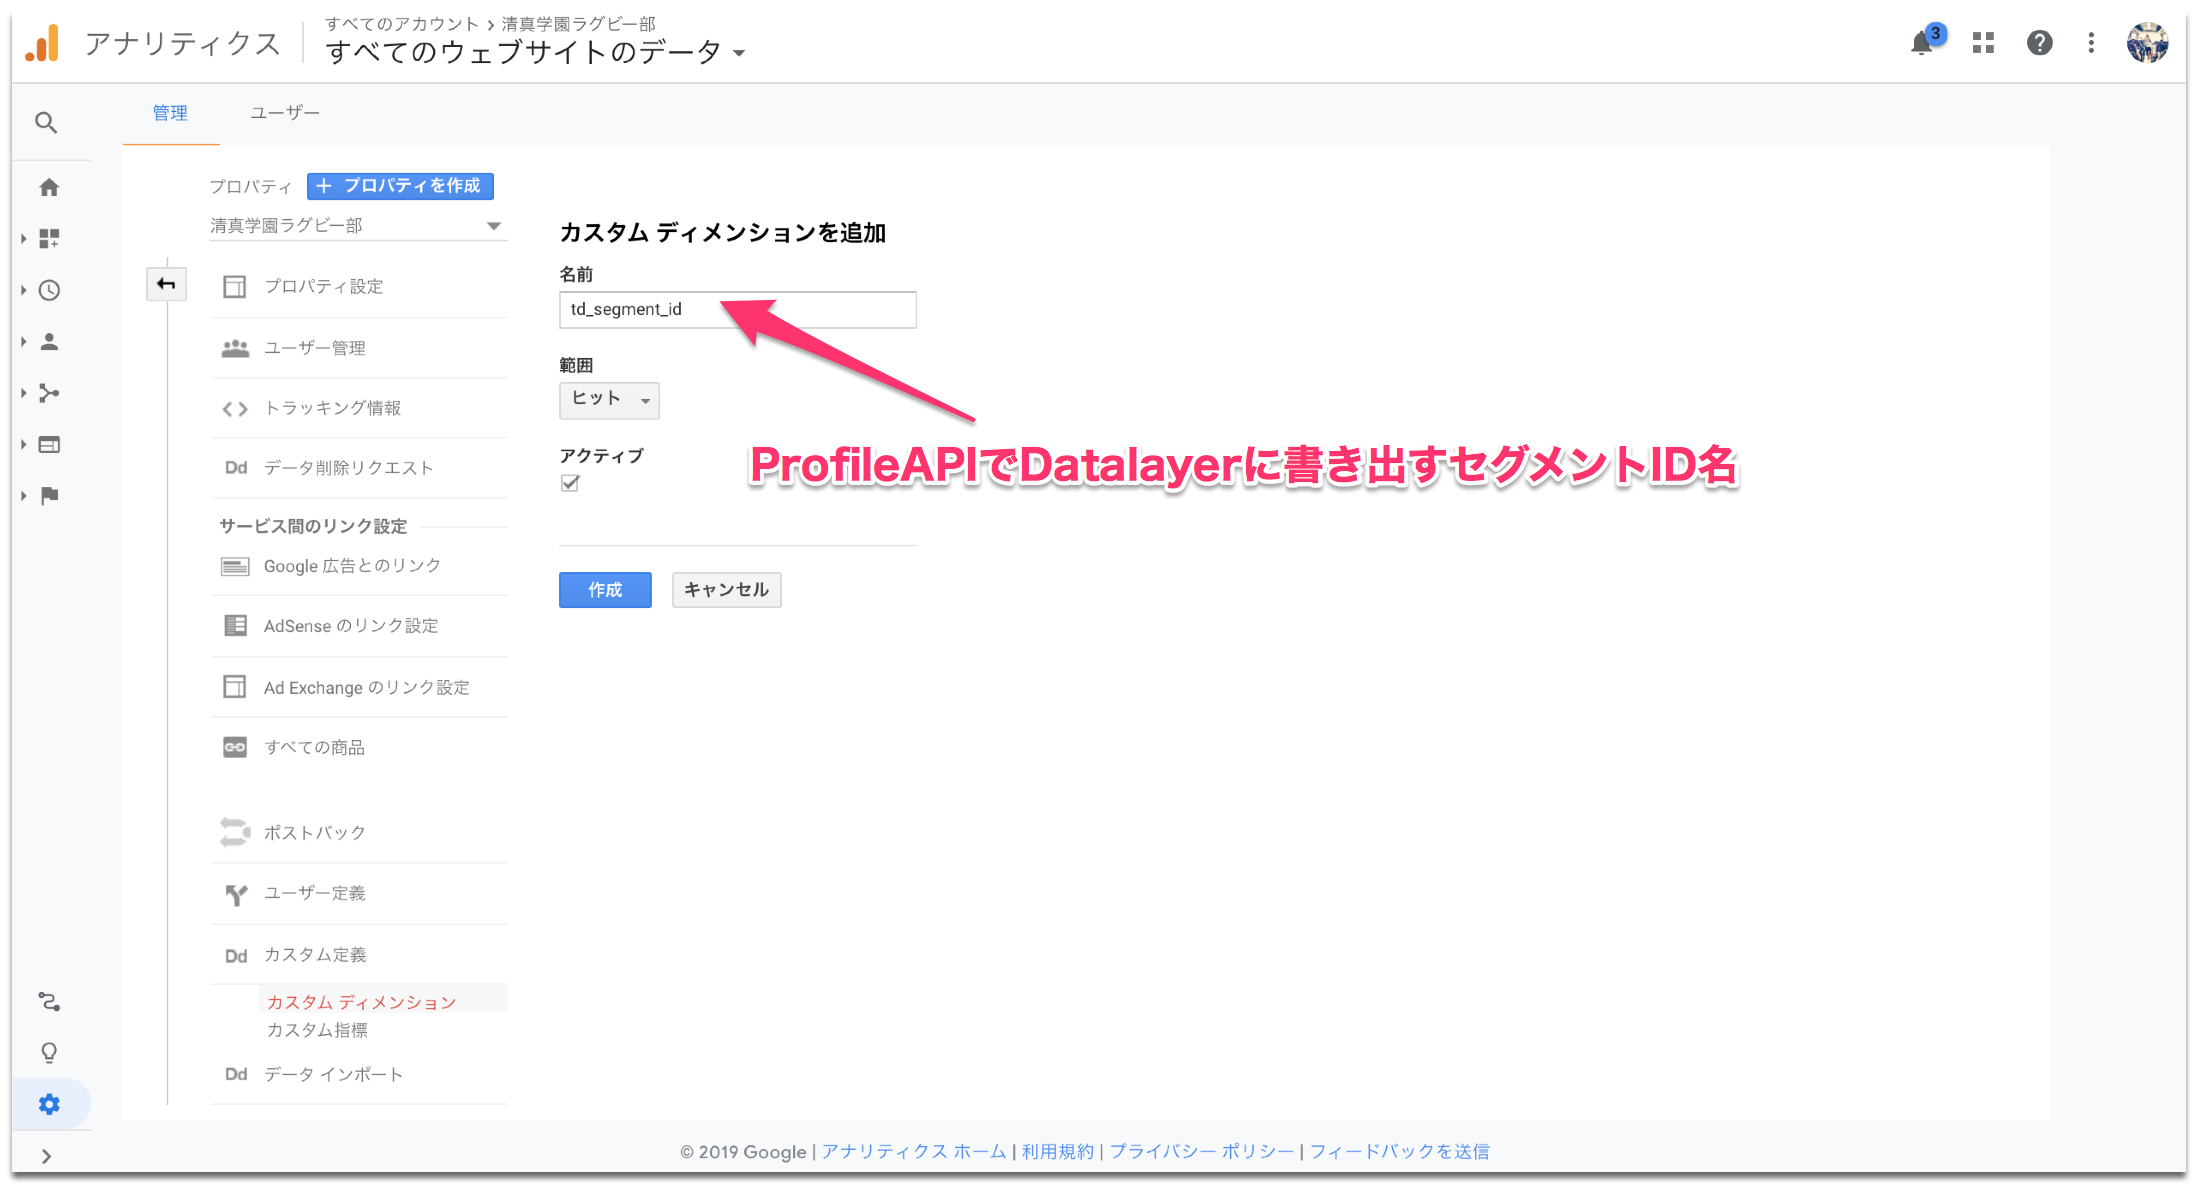 アナリティクス
すべてのアカウント > 清真学園ラグビー部
すべてのウェブサイトのデータ
3
管理
ユーザー
プロパティ
+ プロパティを作成
清真学園ラグビー部
プロパティ設定
ユーザー管理
トラッキング情報
Dd データ削除リクエスト
サービス間のリンク設定
Google 広告とのリンク
AdSense のリンク設定
Ad Exchange のリンク設定
すべての商品
ポストバック
ユーザー定義
Dd カスタム定義
カスタム ディメンション
カスタム指標
Dd データ インポート
カスタム ディメンションを追加
名前
td_segment_id
範囲
ヒット
アクティブ
ProfileAPIでDatalayerに書き出すセグメントID名
作成
キャンセル
© 2019 Google | アナリティクス ホーム | 利用規約 | プライバシー ポリシー | フィードバックを送信